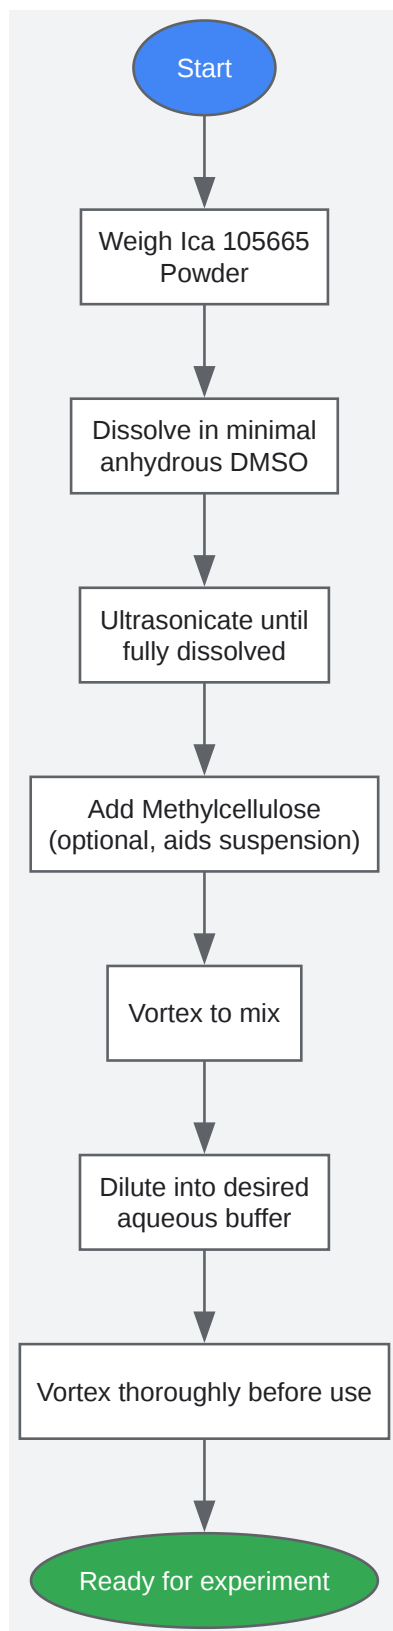 Start
Weigh Ica 105665
Powder
Dissolve in minimal
anhydrous DMSO
Ultrasonicate until
fully dissolved
Add Methylcellulose
(optional, aids suspension)
Vortex to mix
Dilute into desired
aqueous buffer
Vortex thoroughly before use
Ready for experiment